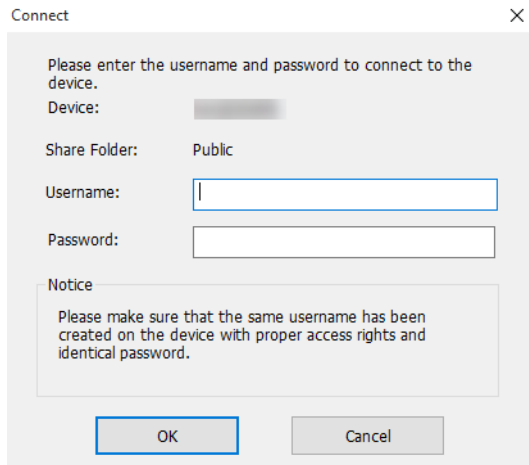 Connect
Please enter the username and password to connect to the
device.
Device:
Share Folder: Public
Username:
Password:
Notice
Please make sure that the same username has been
created on the device with proper access rights and
identical password.
OK Cancel